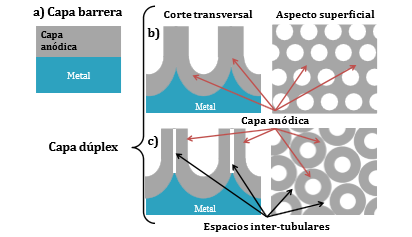 a) Capa barrera
Capa
anódica
Metal
Capa dúplex
Corte transversal
Aspecto superficial
b)
Metal
Capa anódica
c)
Metal
Espacios inter-tubulares